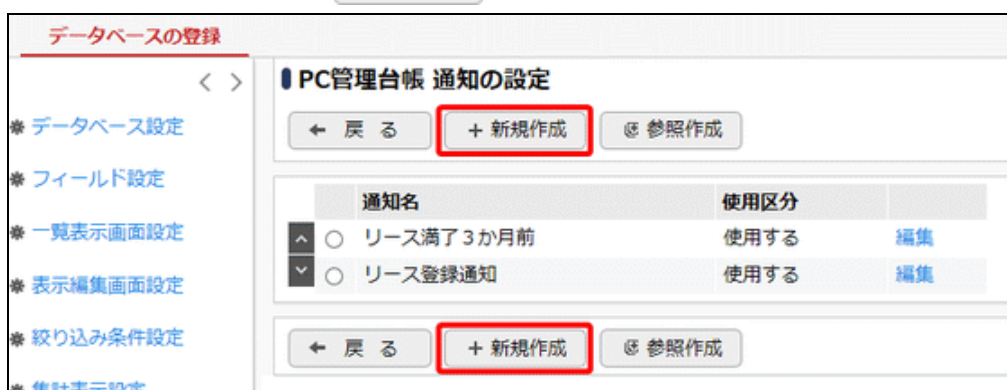 データベースの登録
< >
データベース設定
フィールド設定
一覧表示画面設定
表示編集画面設定
絞り込み条件設定
集計表示設定
PC管理台帳 通知の設定
← 戻 る + 新規作成 参照作成
通知名 使用区分
リース満了3か月前 使用する 編集
リース登録通知 使用する 編集
← 戻 る + 新規作成 参照作成